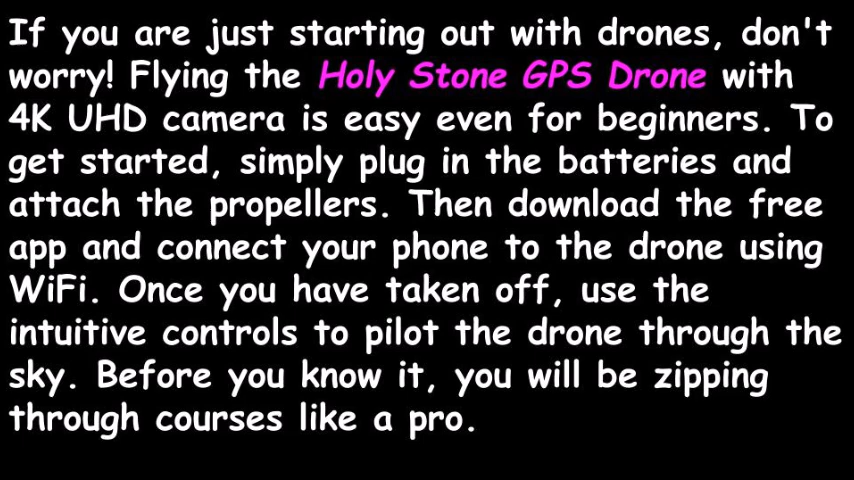 If you are just starting out with drones, don't
worry! Flying the Holy Stone GPS Drone with
4K UHD camera is easy even for beginners. To
get started, simply plug in the batteries and
attach the propellers. Then download the free
app and connect your phone to the drone using
WiFi. Once you have taken off, use the
intuitive controls to pilot the drone through the
sky. Before you know it, you will be zipping
through courses like a pro.